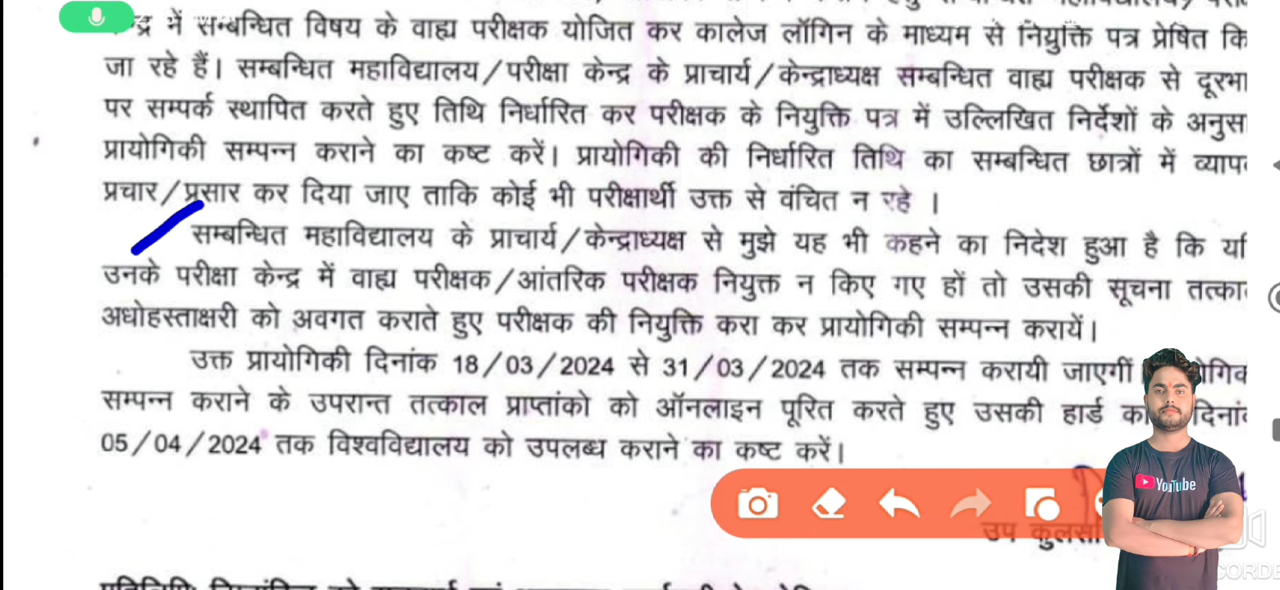 में सम्बन्धित विषय के वाह्य परीक्षक योजित कर कालेज लॉगिन के माध्यम से नियुक्ति पत्र प्रेषित कि
जा रहे हैं। सम्बन्धित महाविद्यालय/परीक्षा केन्द्र के प्राचार्य/केन्द्राध्यक्ष सम्बन्धित वाह्य परीक्षक से दूरभा
पर सम्पर्क स्थापित करते हुए तिथि निर्धारित कर परीक्षक के नियुक्ति पत्र में उल्लिखित निर्देशों के अनुसा
प्रायोगिकी सम्पन्न कराने का कष्ट करें। प्रायोगिकी की निर्धारित तिथि का सम्बन्धित छात्रों में व्याप
प्रचार/प्रसार कर दिया जाए ताकि कोई भी परीक्षार्थी उक्त से वंचित न रहे ।
सम्बन्धित महाविद्यालय के प्राचार्य/केन्द्राध्यक्ष से मुझे यह भी कहने का निदेश हुआ है कि यदि
उनके परीक्षा केन्द्र में वाह्य परीक्षक/आंतरिक परीक्षक नियुक्त न किए गए हों तो उसकी सूचना तत्का
अधोहस्ताक्षरी को अवगत कराते हुए परीक्षक की नियुक्ति करा कर प्रायोगिकी सम्पन्न करायें।
उक्त प्रायोगिकी दिनांक 18/03/2024 से 31/03/2024 तक सम्पन्न करायी जाएगीं
सम्पन्न कराने के उपरान्त तत्काल प्राप्तांको को ऑनलाइन पूरित करते हुए उसकी हार्ड का दिनां
05/04/2024 तक विश्वविद्यालय को उपलब्ध कराने का कष्ट करें।
YouTube
उप कुलस